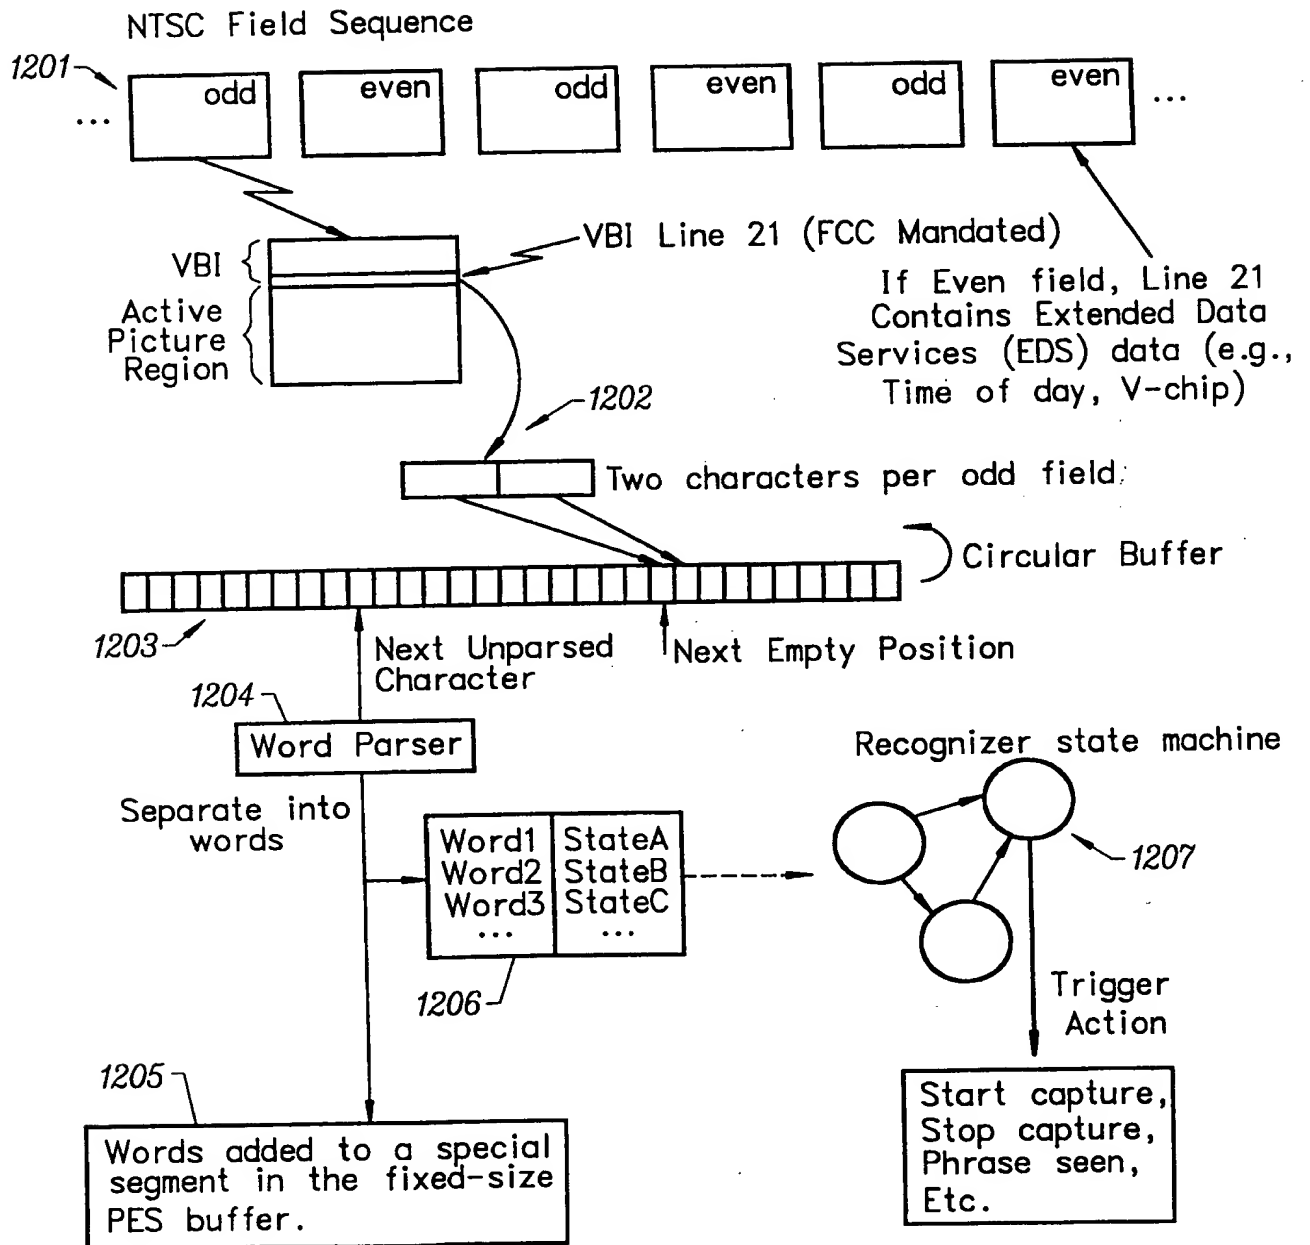 NTSC Field Sequence
1201
... odd even odd even odd even ...
VBI Line 21 (FCC Mandated)
VBI
Active
Picture
Region
If Even field, Line 21
Contains Extended Data
Services (EDS) data (e.g.,
Time of day, V-chip)
1202
Two characters per odd field
Circular Buffer
1203
Next Unparsed
Character
Next Empty Position
1204
Word Parser
Separate into
words
Recognizer state machine
Word1 StateA
Word2 StateB
Word3 StateC
... ...
1206
1207
Trigger
Action
1205
Words added to a special
segment in the fixed-size
PES buffer.
Start capture,
Stop capture,
Phrase seen,
Etc.